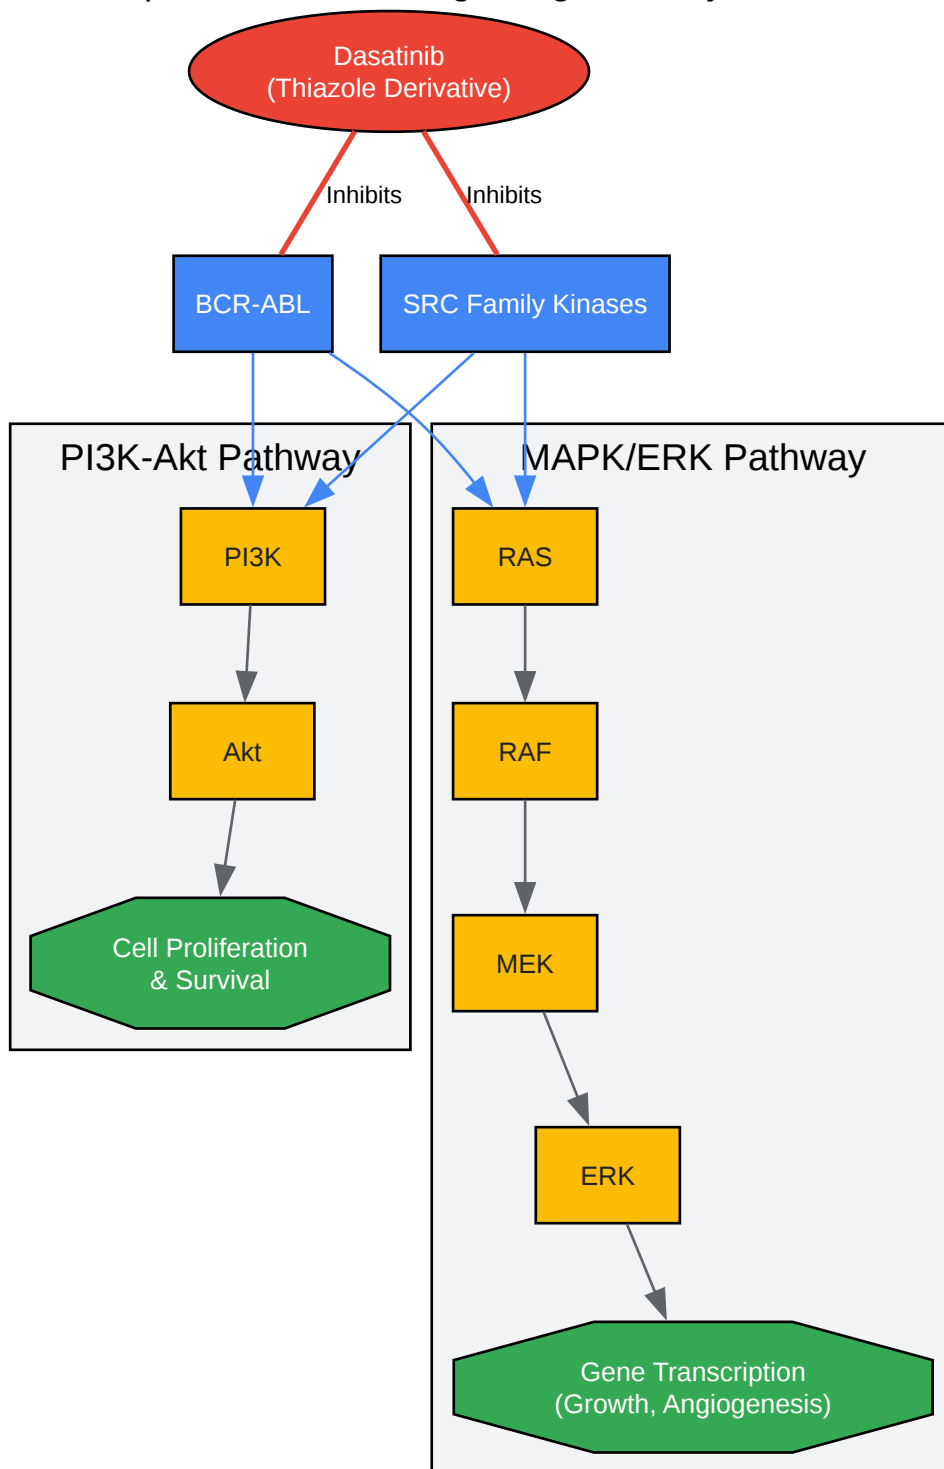 Dasatinib
(Thiazole Derivative)
Inhibits
Inhibits
BCR-ABL
SRC Family Kinases
PI3K-Akt Pathway
MAPK/ERK Pathway
PI3K
RAS
Akt
RAF
Cell Proliferation
& Survival
MEK
ERK
Gene Transcription
(Growth, Angiogenesis)